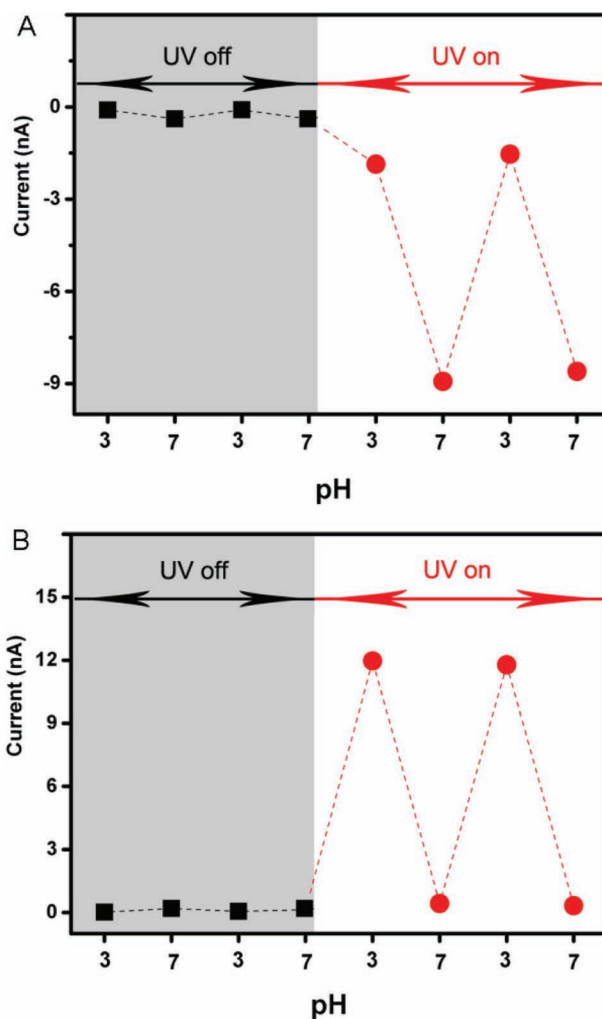 A
UV off UV on
0
-3
-6
-9
Current (nA)
3 7 3 7 3 7 3 7
pH
B
UV off UV on
15
12
9
6
3
0
Current (nA)
3 7 3 7 3 7 3 7
pH